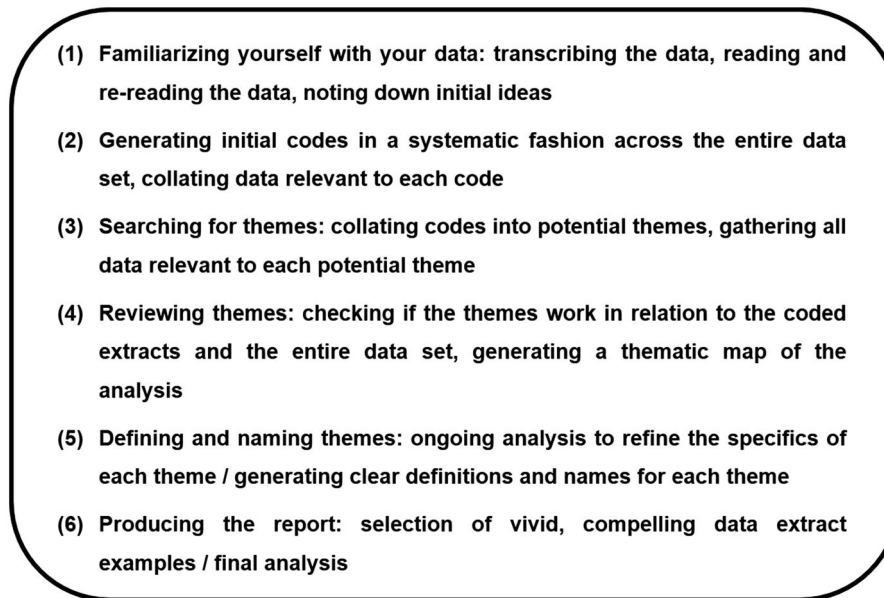 (1) Familiarizing yourself with your data: transcribing the data, reading and
re-reading the data, noting down initial ideas
(2) Generating initial codes in a systematic fashion across the entire data
set, collating data relevant to each code
(3) Searching for themes: collating codes into potential themes, gathering all
data relevant to each potential theme
(4) Reviewing themes: checking if the themes work in relation to the coded
extracts and the entire data set, generating a thematic map of the
analysis
(5) Defining and naming themes: ongoing analysis to refine the specifics of
each theme / generating clear definitions and names for each theme
(6) Producing the report: selection of vivid, compelling data extract
examples / final analysis